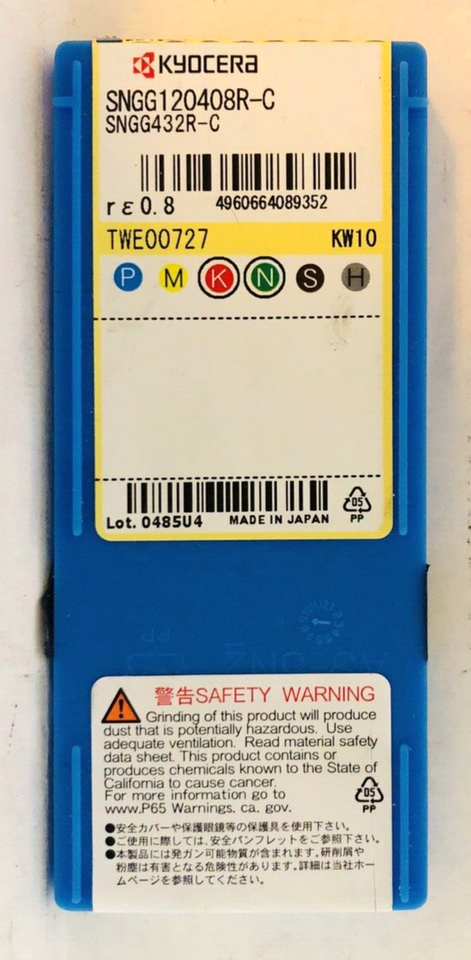 KYOCERA
SNGG120408R-C
SNGG432R-C
rε0.8 4960664089352
TWE00727 KW10
P M K N S H
Lot. 0485U4 MADE IN JAPAN
05
PP
PP
警告SAFETY WARNING
Grinding of this product will produce
dust that is potentially hazardous. Use
adequate ventilation. Read material safety
data sheet. This product contains or
produces chemicals known to the State of
California to cause cancer.
For more information go to
www.P65 Warnings. ca. gov.
05
PP
●安全カバーや保護眼鏡等の保護具を使用下さい。
●ご使用に際しては、安全パンフレットをご参照下さい。
●本製品には発ガン可能物質が含まれます。研削屑や
粉塵は有害となる危険性があります。詳細は当社ホー
ムページを参照してください。